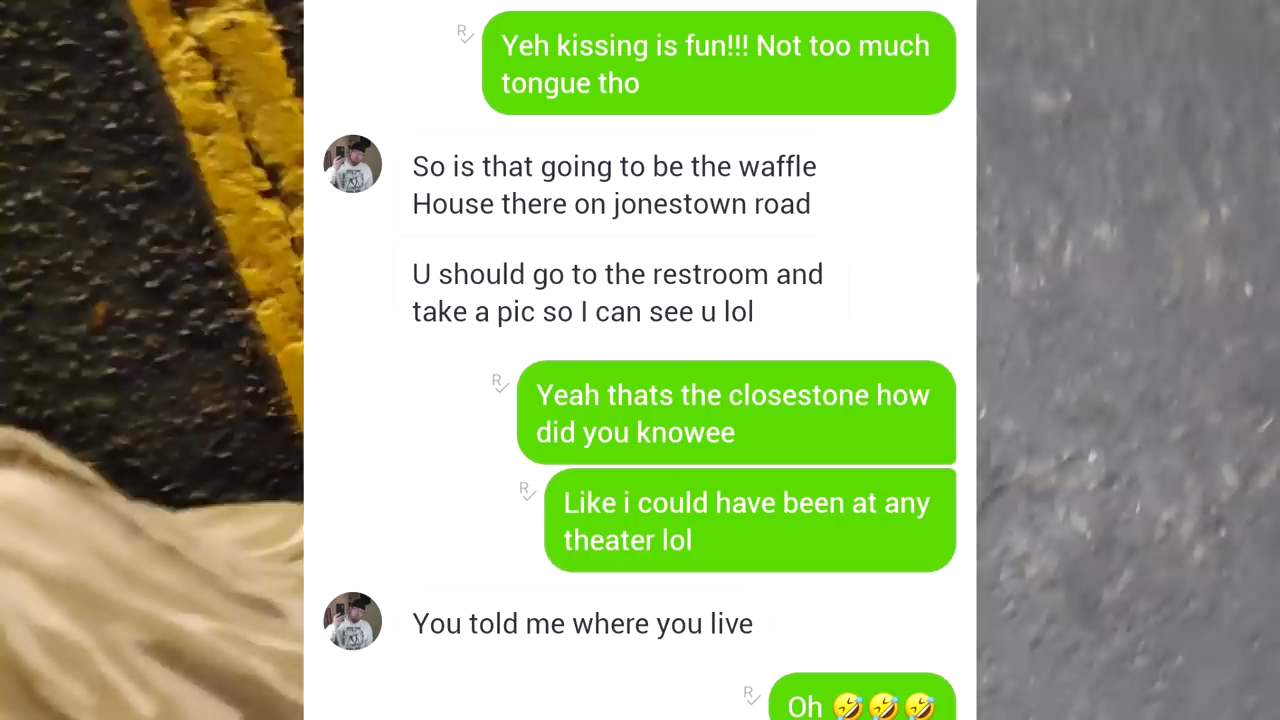 R
Yeh kissing is fun!!! Not too much
tongue tho
So is that going to be the waffle
House there on jonestown road
U should go to the restroom and
take a pic so I can see u lol
R
Yeah thats the closestone how
did you knowee
R
Like i could have been at any
theater lol
You told me where you live
R
Oh 🤣🤣🤣